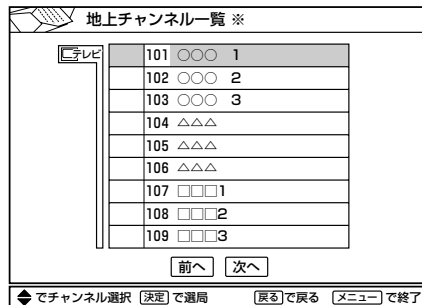 地上チャンネル一覧 ※
テレビ
101 ○○○ 1
102 ○○○ 2
103 ○○○ 3
104 △△△
105 △△△
106 △△△
107 □□□1
108 □□□2
109 □□□3
前へ 次へ
◆でチャンネル選択 決定 で選局 戻る で戻る メニュー で終了